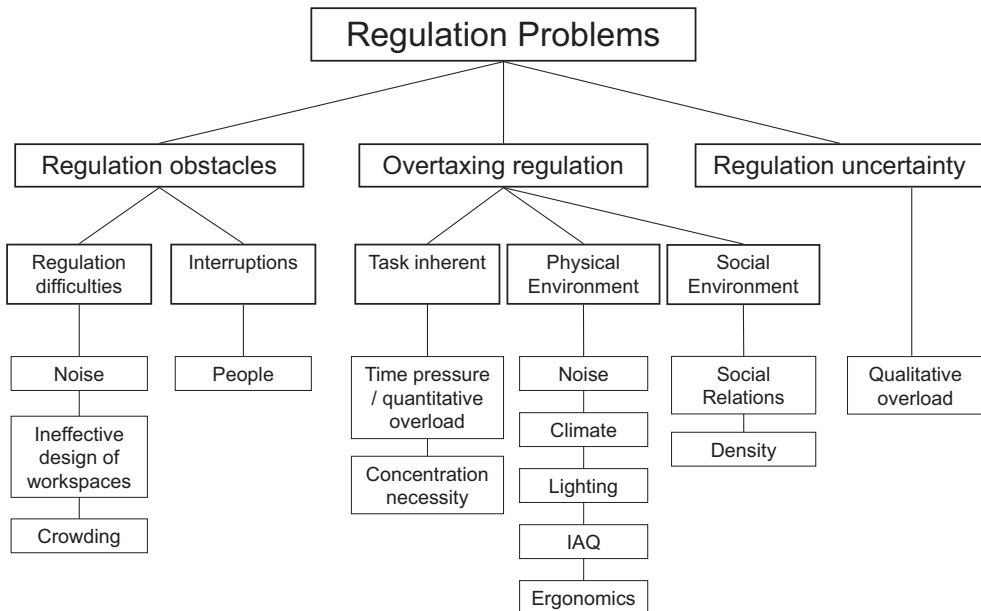 Regulation Problems
Regulation obstacles
Overtaxing regulation
Regulation uncertainty
Regulation
difficulties
Interruptions
Task inherent
Physical
Environment
Social
Environment
Noise
Ineffective
design of
workspaces
Crowding
People
Time pressure
/ quantitative
overload
Concentration
necessity
Noise
Climate
Lighting
IAQ
Ergonomics
Social
Relations
Density
Qualitative
overload